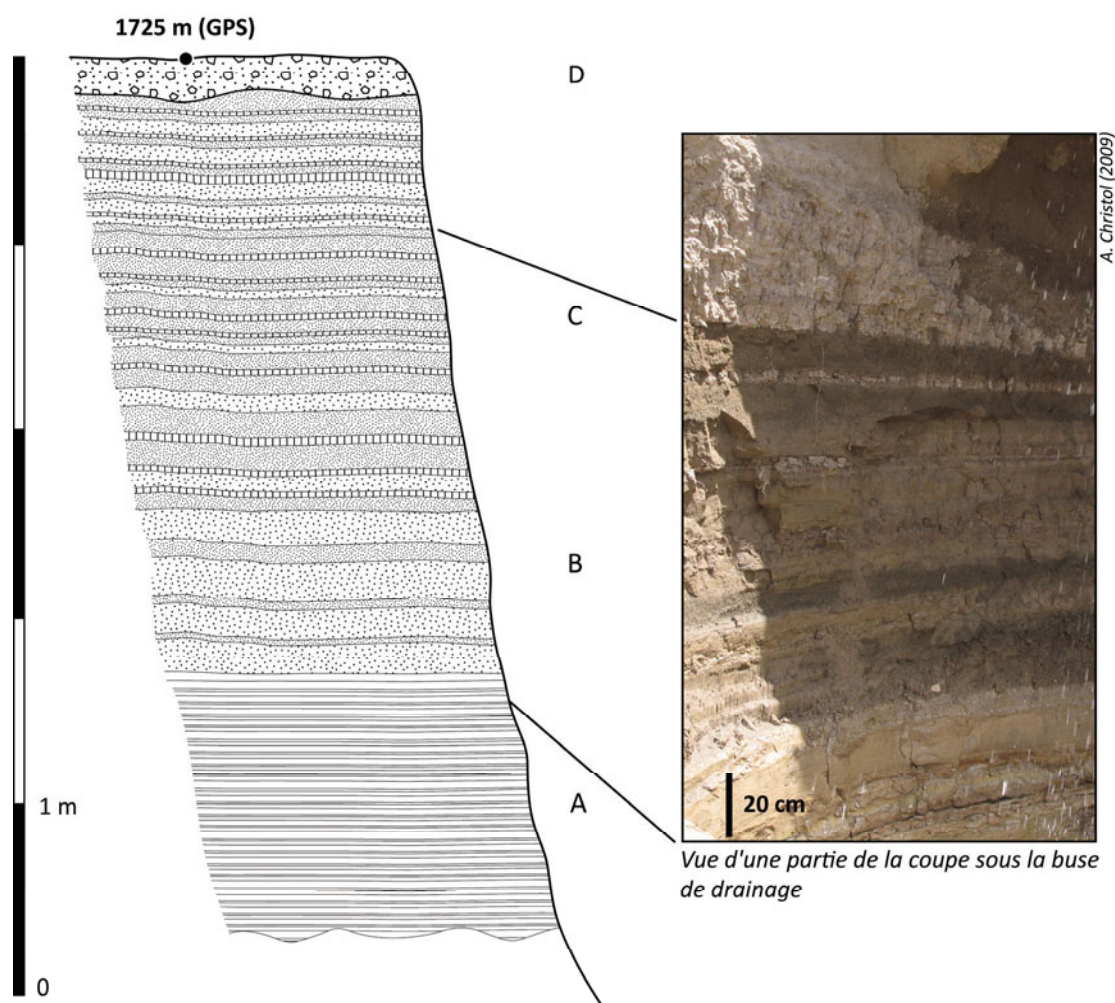 1725 m (GPS)
D
C
B
A
1 m
0
20 cm
A. Christol (2009)
Vue d'une partie de la coupe sous la buse
de drainage